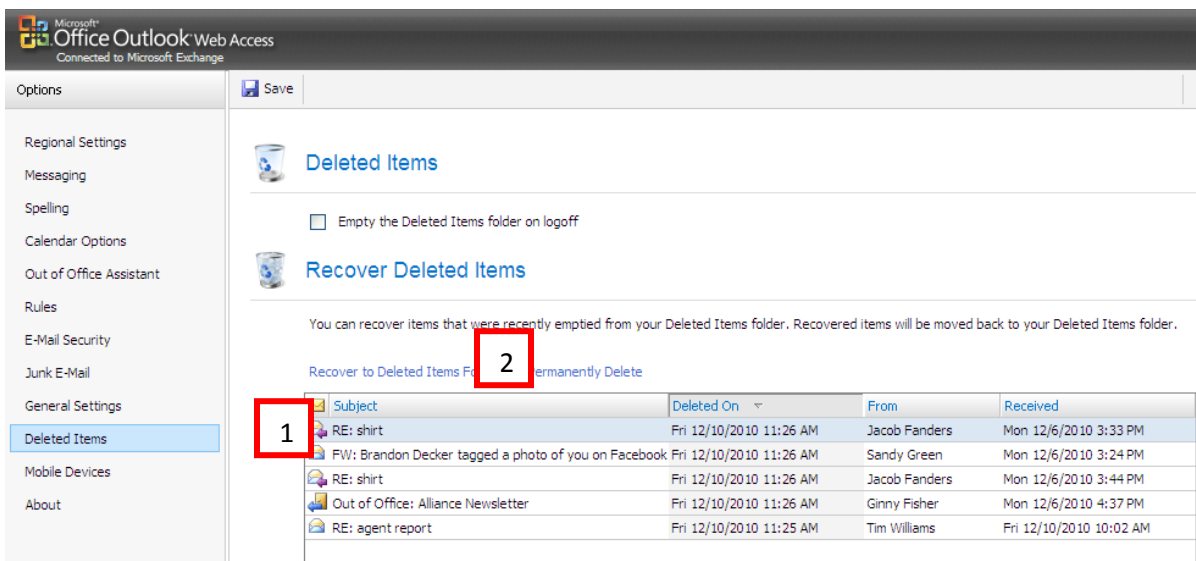 Microsoft®
Office Outlook Web Access
Connected to Microsoft Exchange
Options
Save
Regional Settings
Messaging
Spelling
Calendar Options
Out of Office Assistant
Rules
E-Mail Security
Junk E-Mail
General Settings
Deleted Items
Mobile Devices
About
Deleted Items
Empty the Deleted Items folder on logoff
Recover Deleted Items
You can recover items that were recently emptied from your Deleted Items folder. Recovered items will be moved back to your Deleted Items folder.
2
Recover to Deleted Items Permanently Delete
Subject Deleted On From Received
1
RE: shirt Fri 12/10/2010 11:26 AM Jacob Fanders Mon 12/6/2010 3:33 PM
FW: Brandon Decker tagged a photo of you on Facebook Fri 12/10/2010 11:26 AM Sandy Green Mon 12/6/2010 3:24 PM
RE: shirt Fri 12/10/2010 11:26 AM Jacob Fanders Mon 12/6/2010 3:44 PM
Out of Office: Alliance Newsletter Fri 12/10/2010 11:26 AM Ginny Fisher Mon 12/6/2010 4:37 PM
RE: agent report Fri 12/10/2010 11:25 AM Tim Williams Fri 12/10/2010 10:02 AM